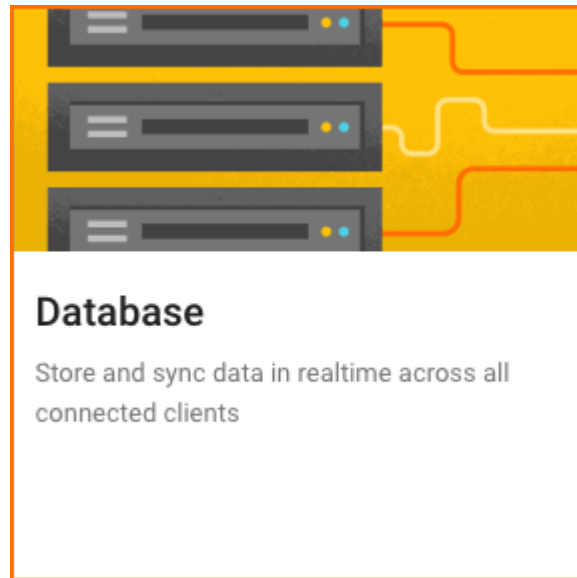 Database
Store and sync data in realtime across all
connected clients